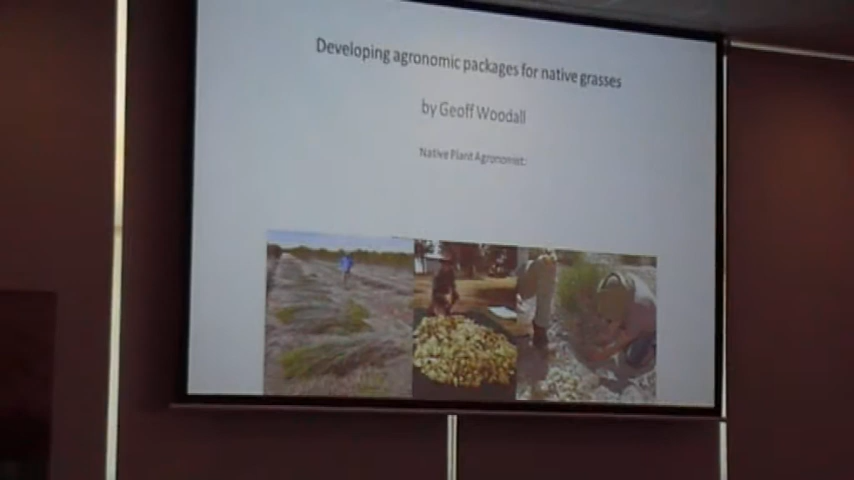 Developing agronomic packages for native grasses
by Geoff Woodall
Native Plant Agronomist: